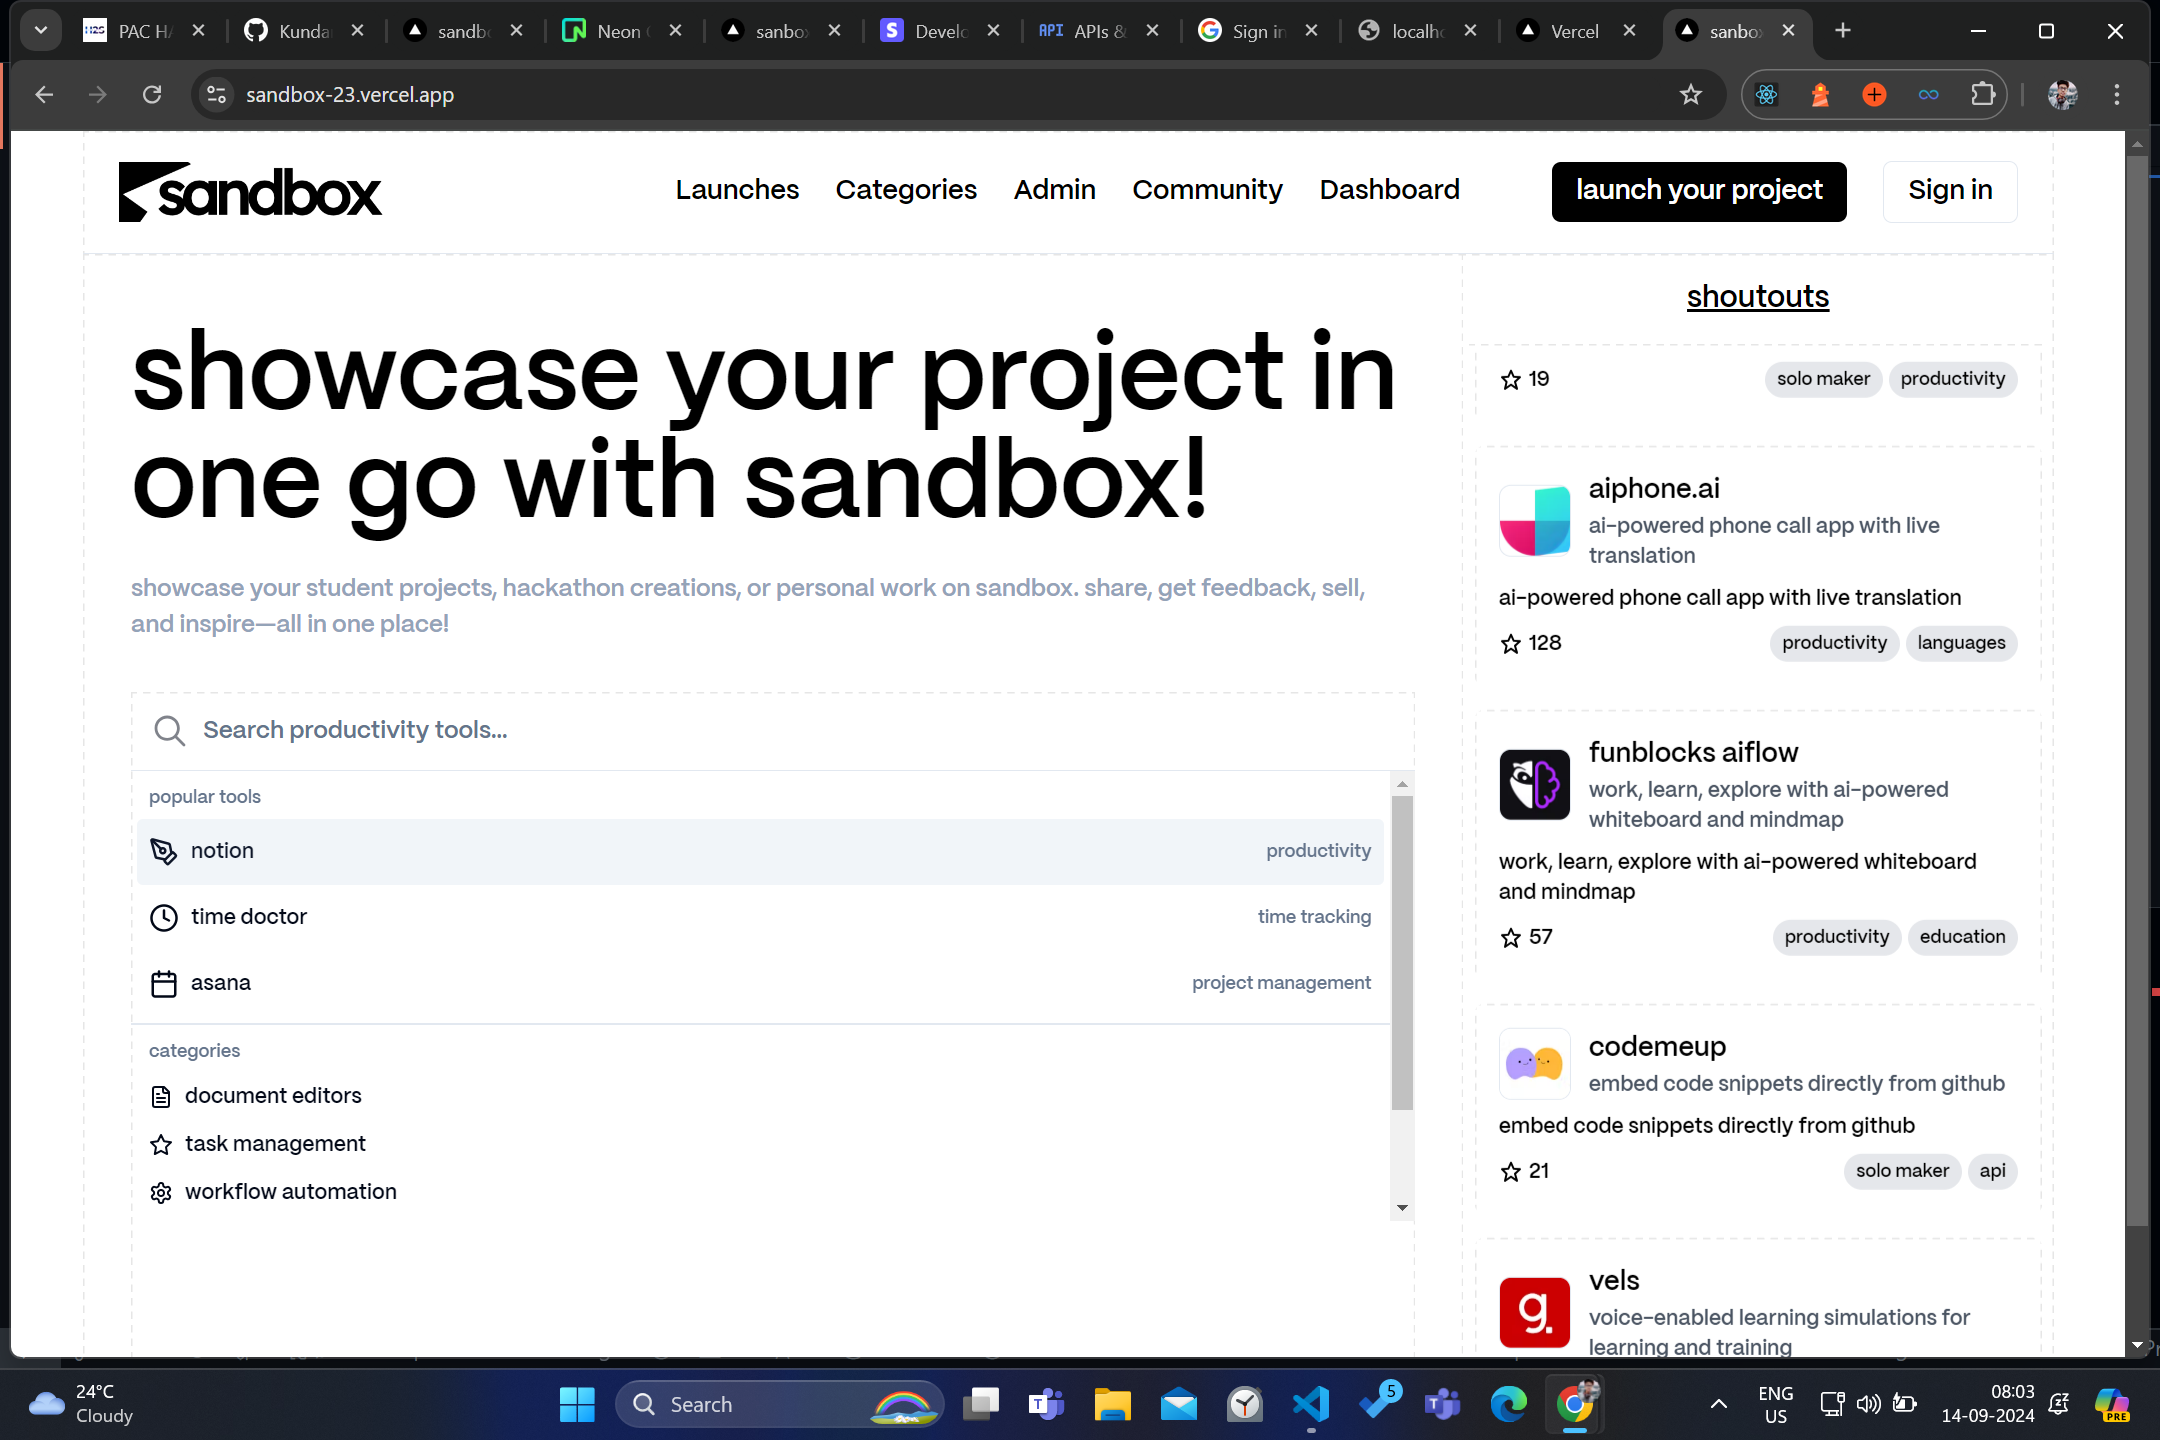 PAC H
Kunda
sandb
Neon
sanbo
Develo
API
APIs &
Sign in
localh
Vercel
sanbo
sandbox-23.vercel.app
sandbox
Launches
Categories
Admin
Community
Dashboard
launch your project
Sign in
showcase your project in
one go with sandbox!
showcase your student projects, hackathon creations, or personal work on sandbox. share, get feedback, sell,
and inspire—all in one place!
Search productivity tools...
popular tools
notion
productivity
time doctor
time tracking
asana
project management
categories
document editors
task management
workflow automation
shoutouts
19
solo maker
productivity
aiphone.ai
ai-powered phone call app with live
translation
ai-powered phone call app with live translation
128
productivity
languages
funblocks aiflow
work, learn, explore with ai-powered
whiteboard and mindmap
work, learn, explore with ai-powered whiteboard
and mindmap
57
productivity
education
codemeup
embed code snippets directly from github
embed code snippets directly from github
21
solo maker
api
g.
vels
voice-enabled learning simulations for
learning and training
24°C
Cloudy
Search
5
ENG
US
08:03
14-09-2024
PRE